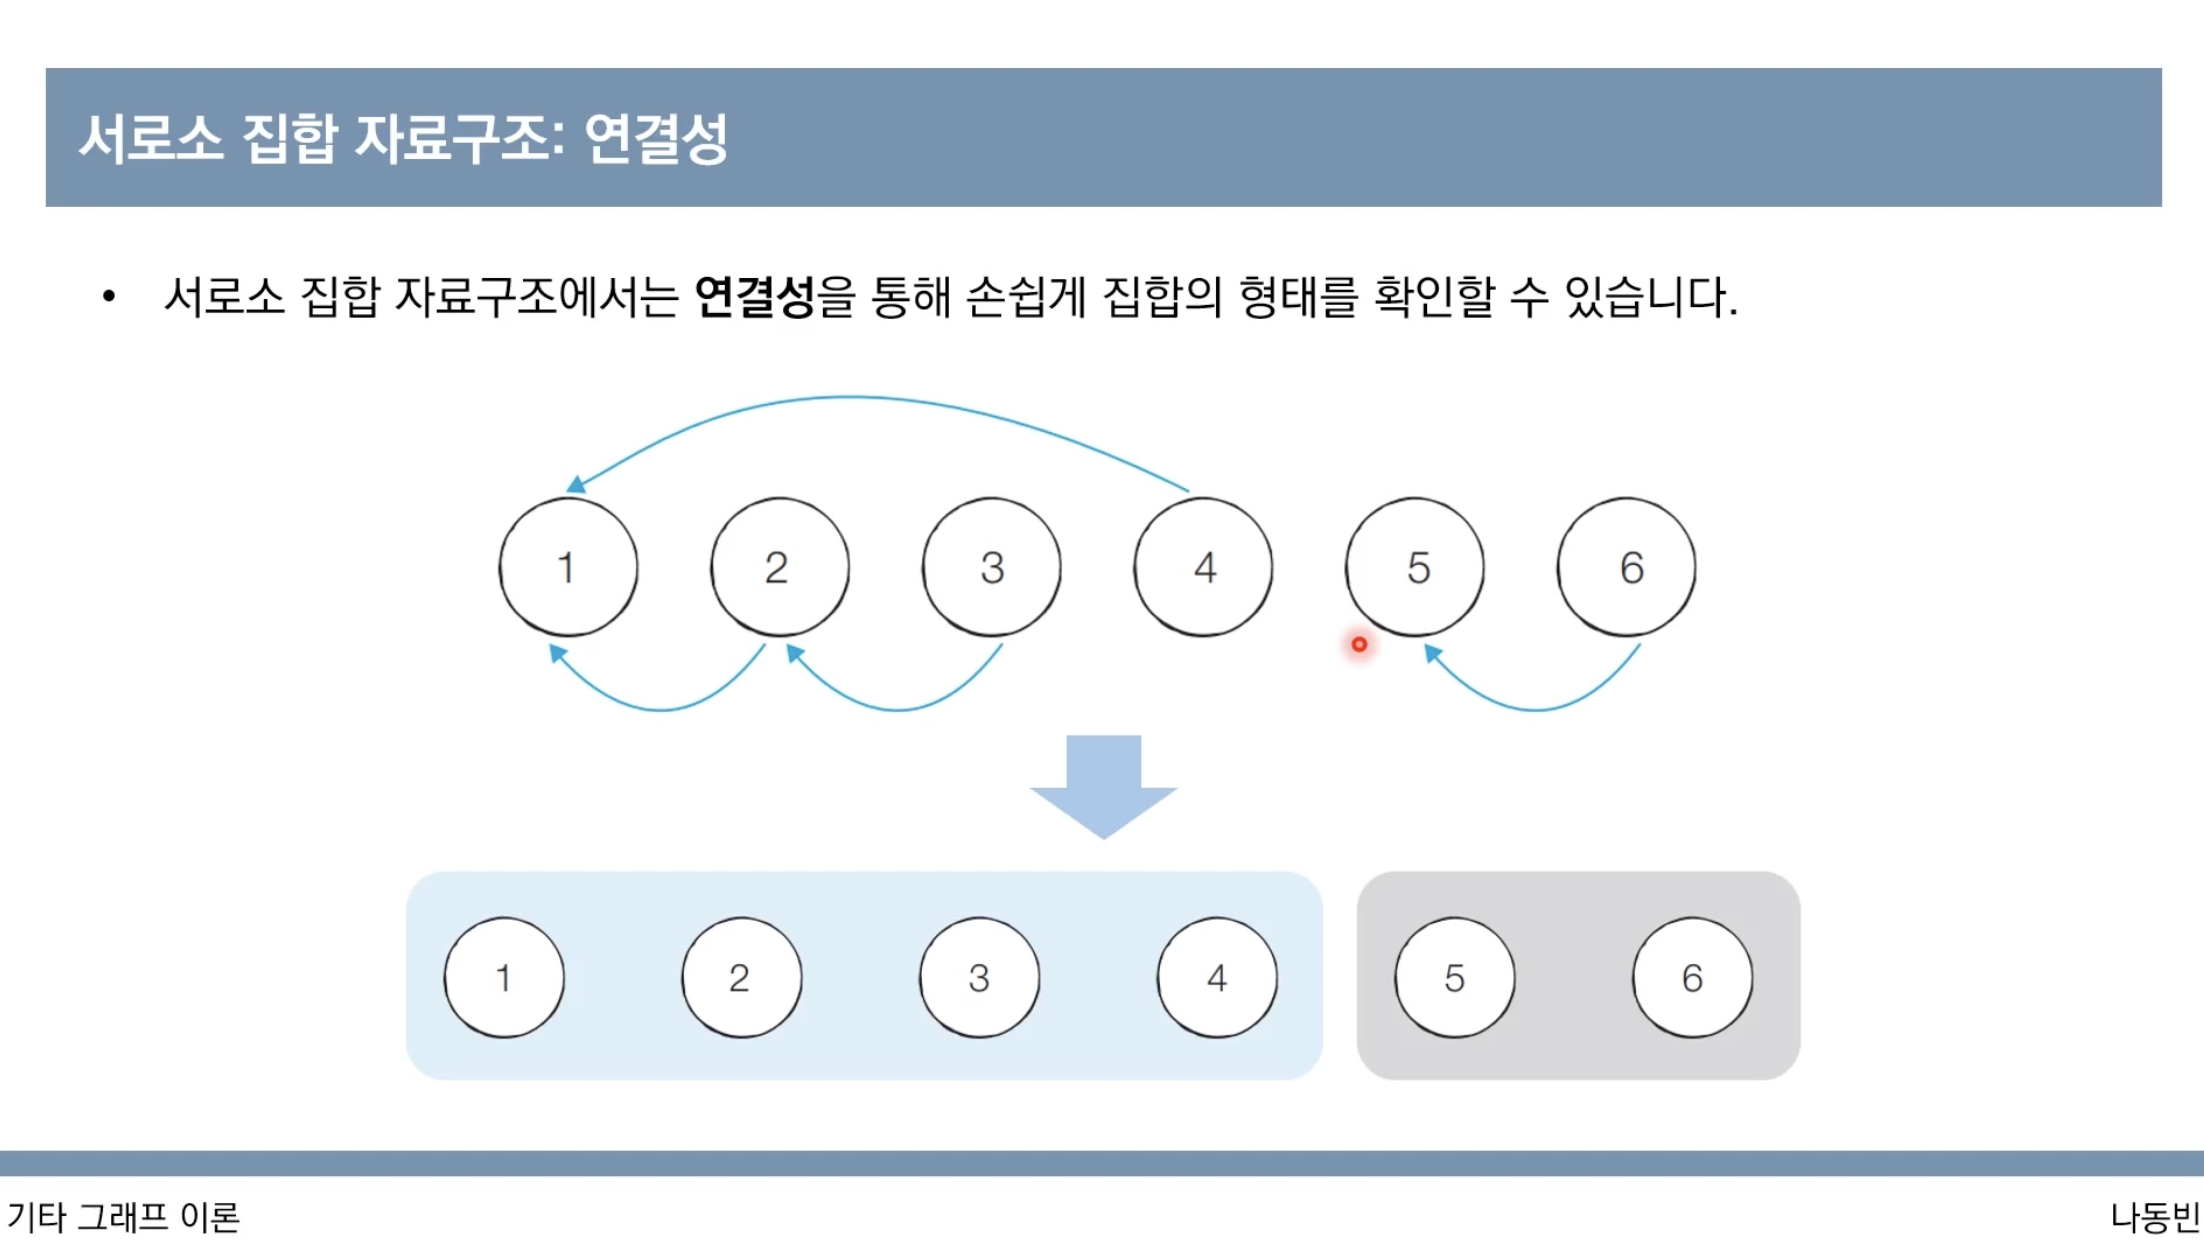 서로소 집합 자료구조: 연결성
• 서로소 집합 자료구조에서는 연결성을 통해 손쉽게 집합의 형태를 확인할 수 있습니다.
1 2 3 4 5 6
1 2 3 4 5 6
기타 그래프 이론 나동빈